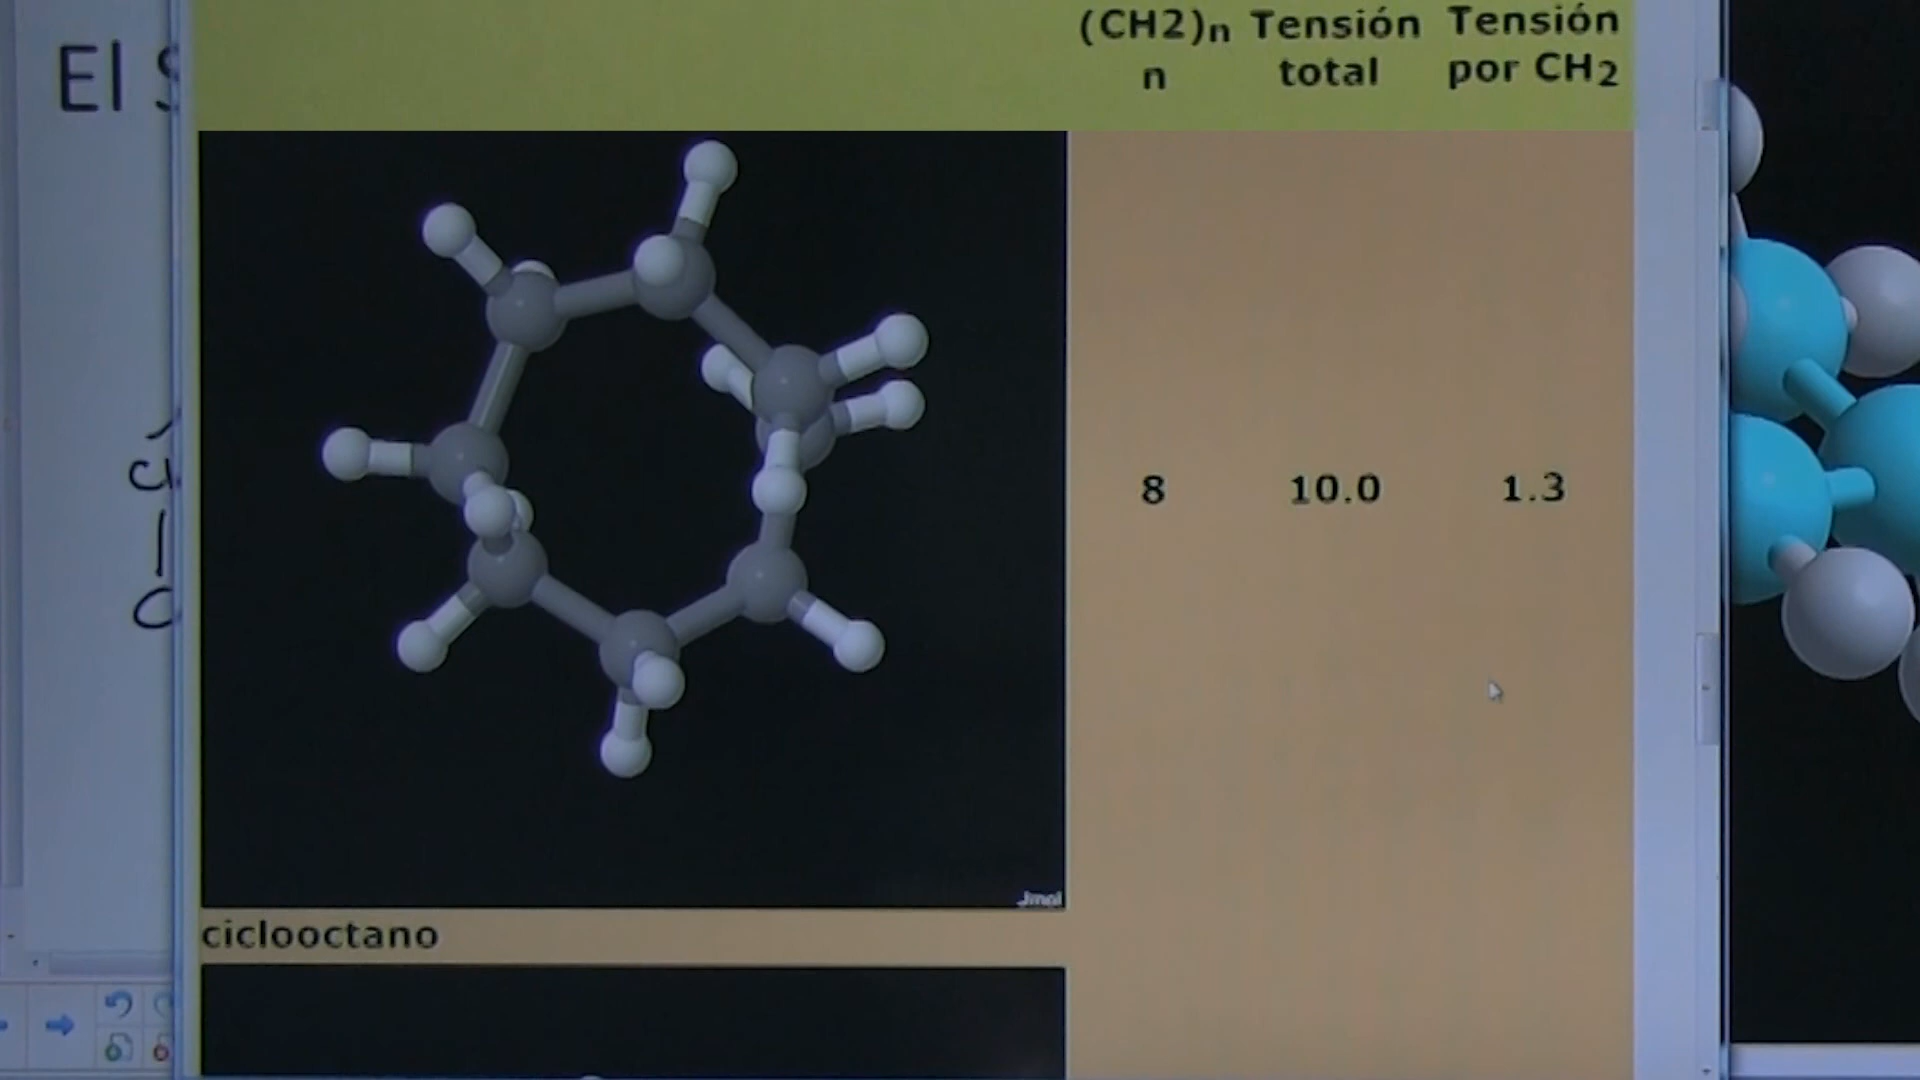 (CH2)n Tensión Tensión
n total por CH2
El
8 10.0 1.3
Jmol
ciclooctano